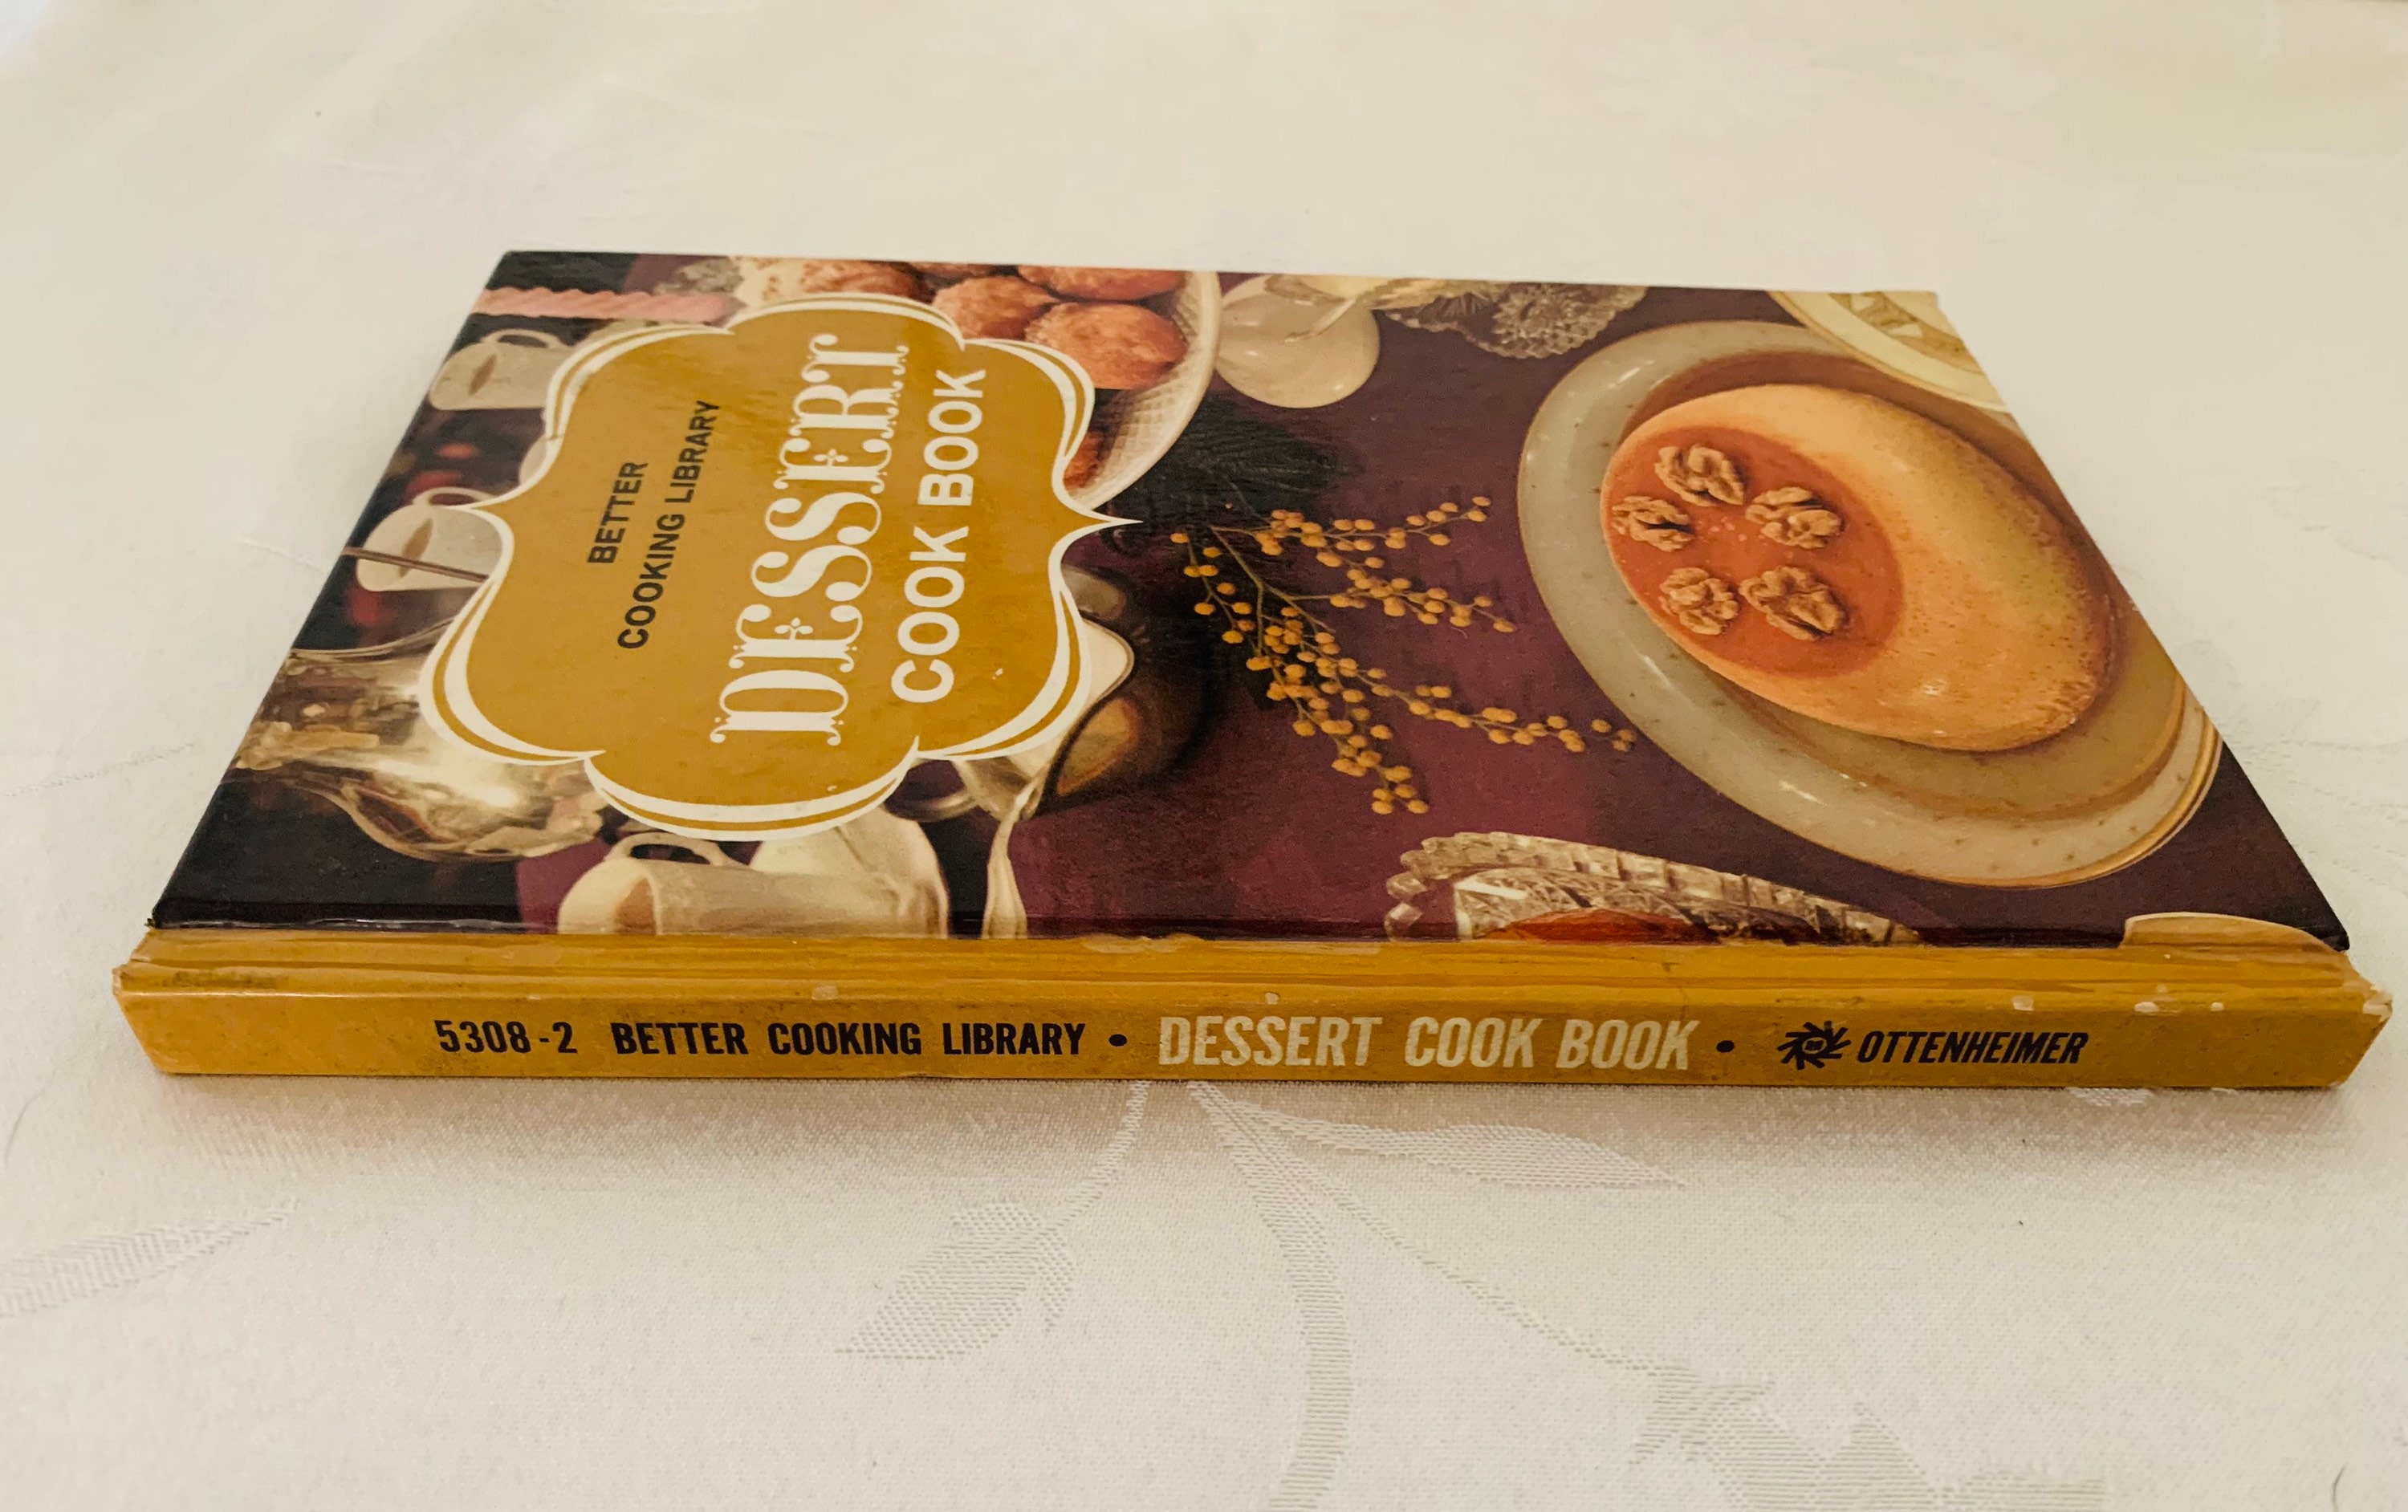 BETTER
COOKING LIBRARY
DESSERT
COOK BOOK
5308-2 BETTER COOKING LIBRARY • DESSERT COOK BOOK • OTTENHEIMER